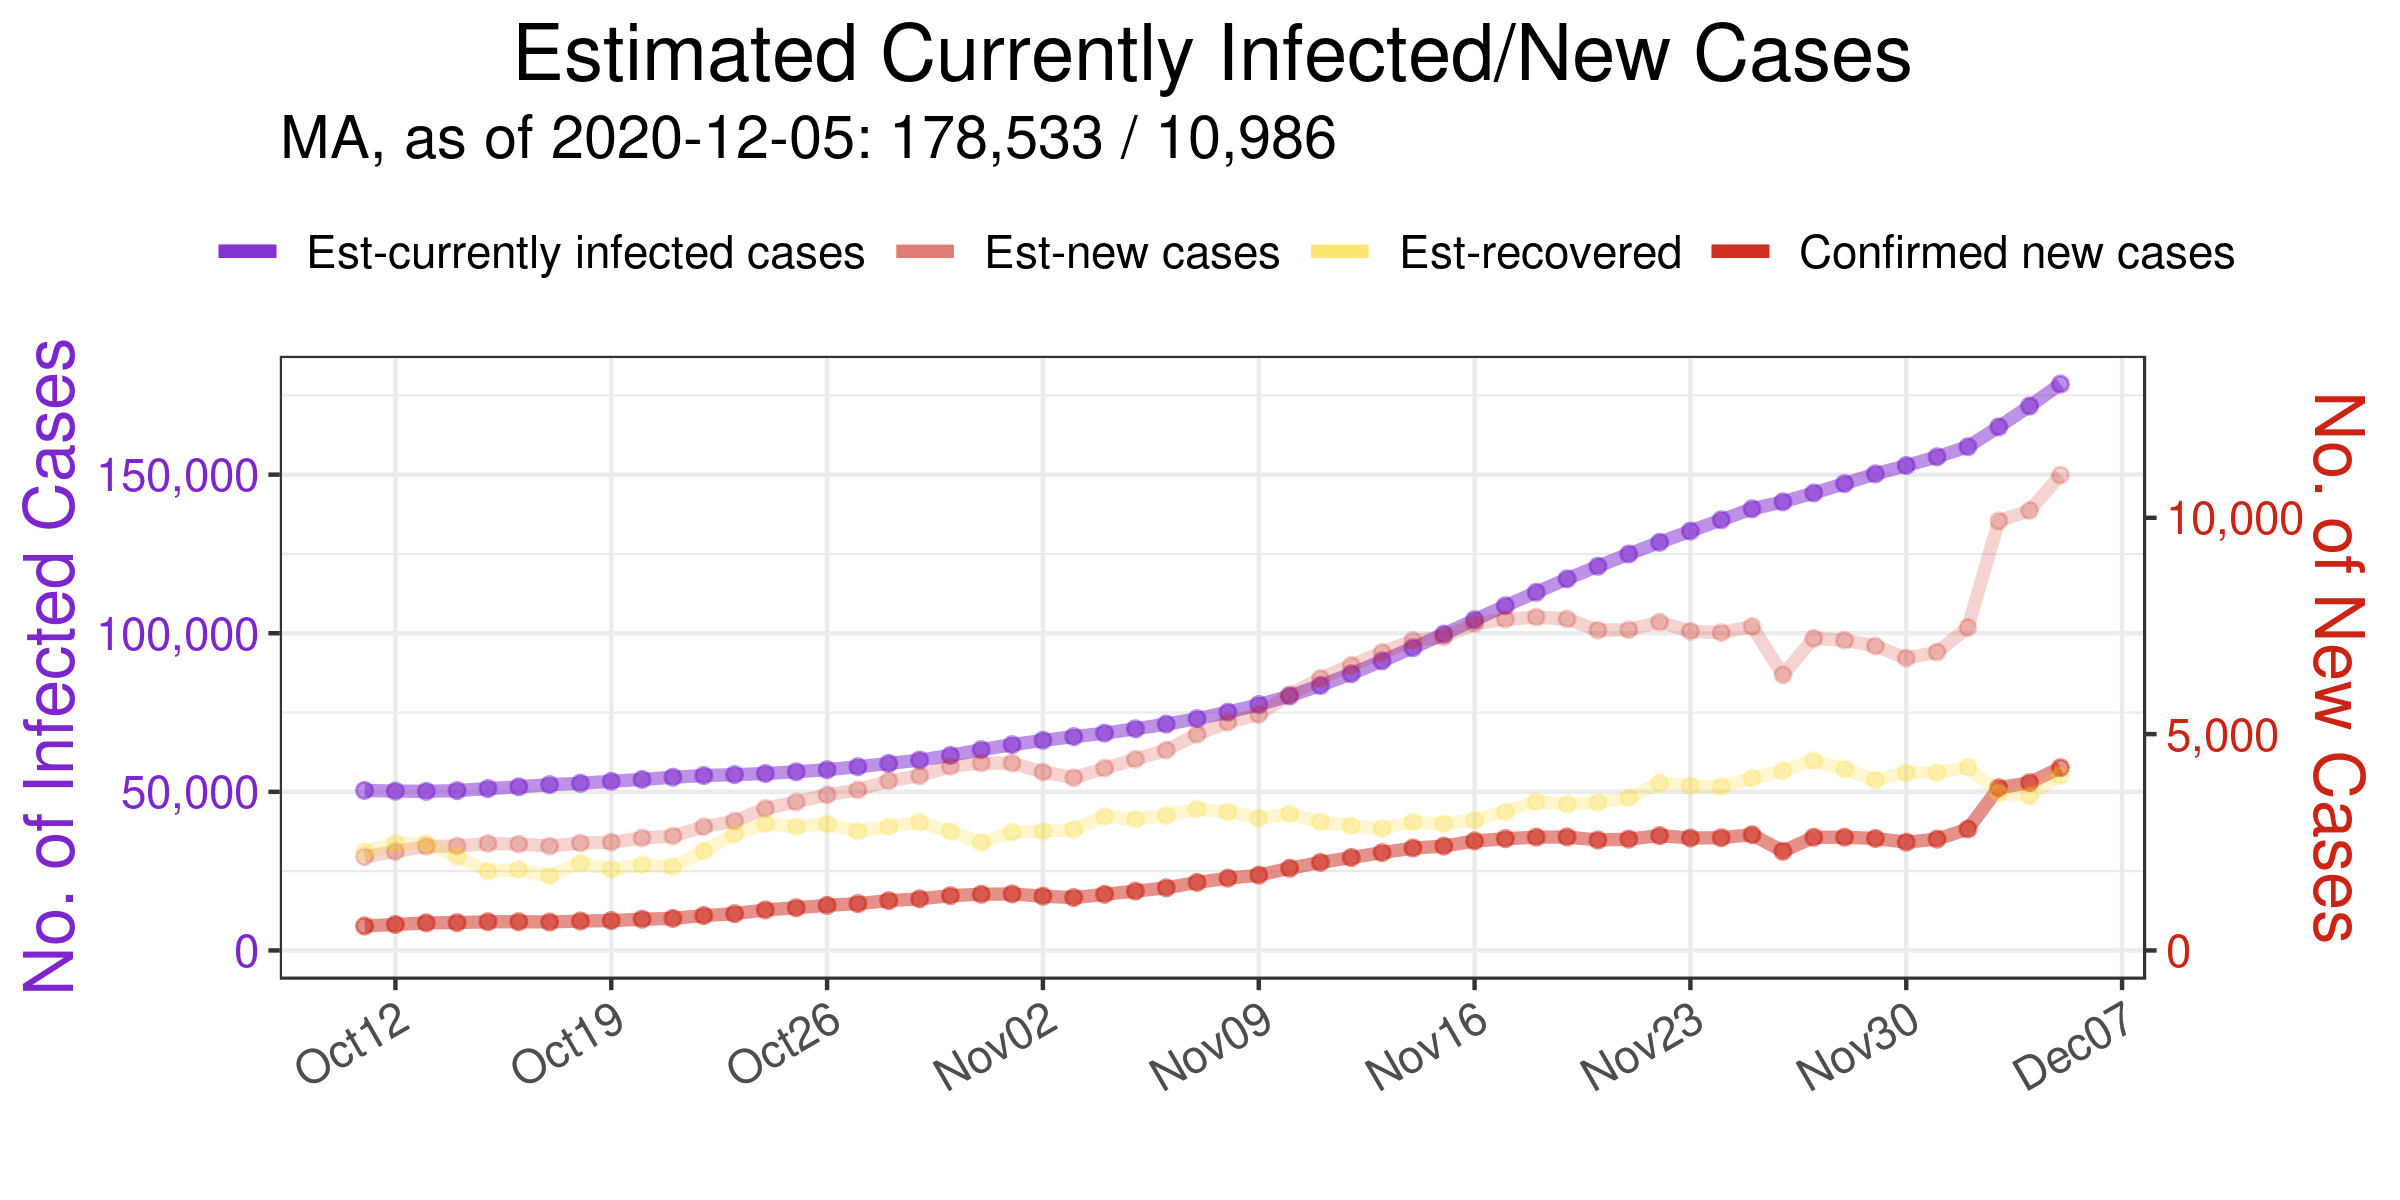 Estimated Currently Infected/New Cases
MA, as of 2020-12-05: 178,533 / 10,986
Est-currently infected cases Est-new cases Est-recovered Confirmed new cases
No. of Infected Cases
150,000
100,000
50,000
0
No. of New Cases
10,000
5,000
0
Oct12 Oct19 Oct26 Nov02 Nov09 Nov16 Nov23 Nov30 Dec07